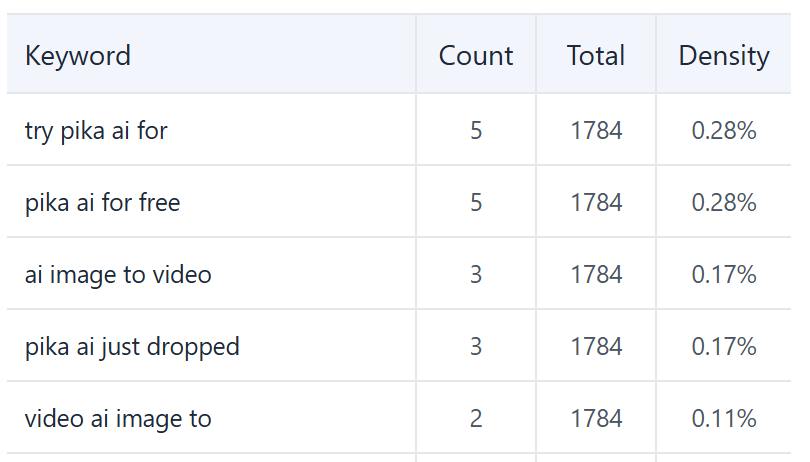 Keyword Count Total Density
try pika ai for 5 1784 0.28%
pika ai for free 5 1784 0.28%
ai image to video 3 1784 0.17%
pika ai just dropped 3 1784 0.17%
video ai image to 2 1784 0.11%